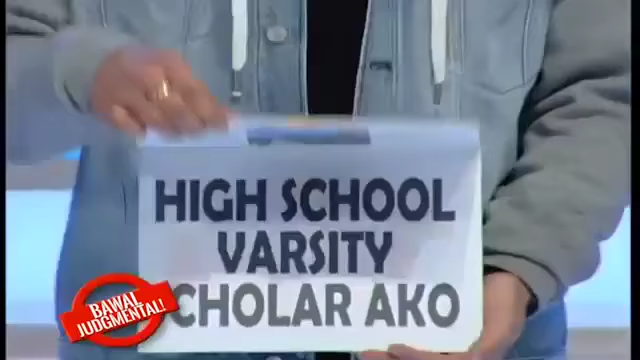 HIGH SCHOOL
VARSITY
CHOLAR AKO
BAWAL
JUDGMENTAL!